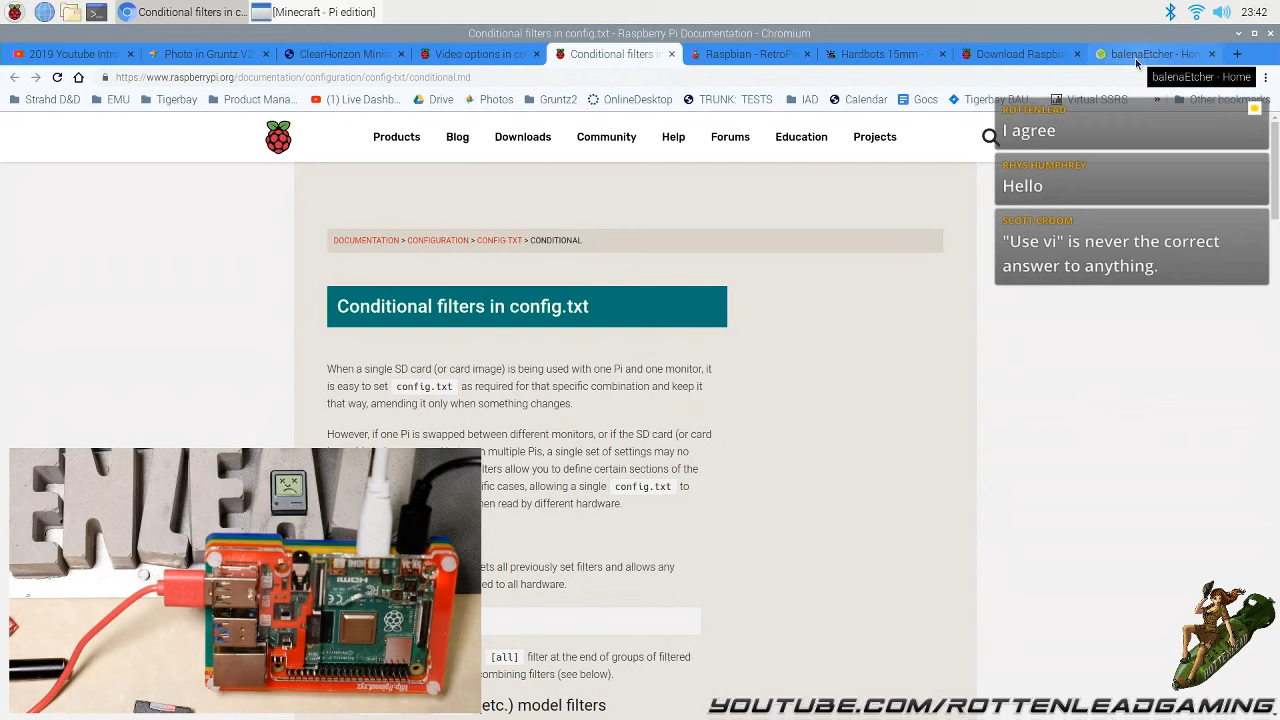 Conditional filters in c...
[Minecraft - Pi edition]
23:42
Conditional filters in config.txt - Raspberry Pi Documentation - Chromium
2019 Youtube Intro
Photo in Gruntz V2
ClearHorizon Minia
Video options in co
Conditional filters in
Raspbian - RetroPi
Hardbots 15mm - S
Download Raspbia
balenaEtcher - Hom
https://www.raspberrypi.org/documentation/configuration/config-txt/conditional.md
balenaEtcher - Home
Strahd D&D
EMU
Tigerbay
Product Mana...
(1) Live Dashbo...
Drive
Photos
Gruntz2
OnlineDesktop
TRUNK: TESTS
IAD
Calendar
Gocs
Tigerbay BAU
Virtual SSRS
»
Other bookmarks
Products
Blog
Downloads
Community
Help
Forums
Education
Projects
ROTTENLEAD
I agree
RHYS HUMPHREY
Hello
SCOTT CROOM
"Use vi" is never the correct
answer to anything.
DOCUMENTATION > CONFIGURATION > CONFIG-TXT > CONDITIONAL
Conditional filters in config.txt
When a single SD card (or card image) is being used with one Pi and one monitor, it
is easy to set config.txt as required for that specific combination and keep it
that way, amending it only when something changes.
However, if one Pi is swapped between different monitors, or if the SD card (or card
multiple Pis, a single set of settings may no
filters allow you to define certain sections of the
cases, allowing a single config.txt to
read by different hardware.
all previously set filters and allows any
to all hardware.
[all] filter at the end of groups of filtered
combining filters (see below).
etc.) model filters
HDMI
YOUTUBE.COM/ROTTENLEADGAMING